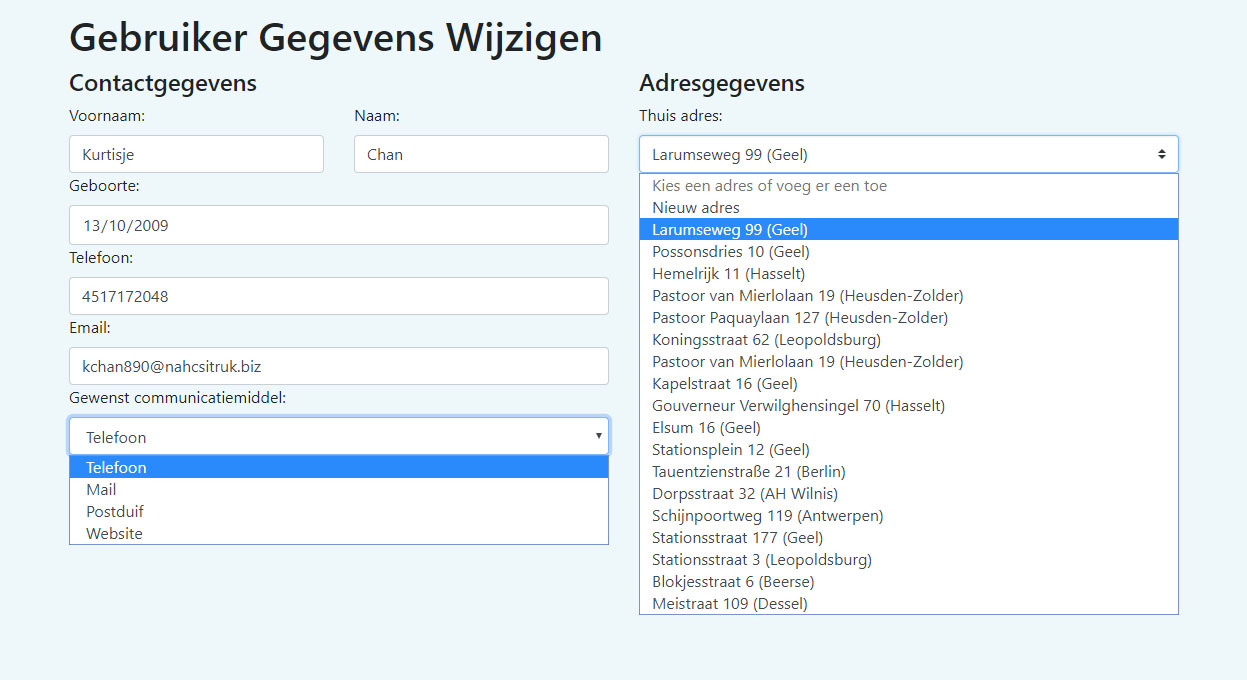 Gebruiker Gegevens Wijzigen
Contactgegevens
Voornaam:
Naam:
Kurtisje
Chan
Geboorte:
13/10/2009
Telefoon:
4517172048
Email:
kchan890@nahcsitruk.biz
Gewenst communicatiemiddel:
Telefoon
Telefoon
Mail
Postduif
Website
Adresgegevens
Thuis adres:
Larumseweg 99 (Geel)
Kies een adres of voeg er een toe
Nieuw adres
Larumseweg 99 (Geel)
Possonsdries 10 (Geel)
Hemelrijk 11 (Hasselt)
Pastoor van Mierlolaan 19 (Heusden-Zolder)
Pastoor Paquaylaan 127 (Heusden-Zolder)
Koningsstraat 62 (Leopoldsburg)
Pastoor van Mierlolaan 19 (Heusden-Zolder)
Kapelstraat 16 (Geel)
Gouverneur Verwilghensingel 70 (Hasselt)
Elsum 16 (Geel)
Stationsplein 12 (Geel)
Tauentzienstraße 21 (Berlin)
Dorpsstraat 32 (AH Wilnis)
Schijnpoortweg 119 (Antwerpen)
Stationsstraat 177 (Geel)
Stationsstraat 3 (Leopoldsburg)
Blokjesstraat 6 (Beerse)
Meistraat 109 (Dessel)